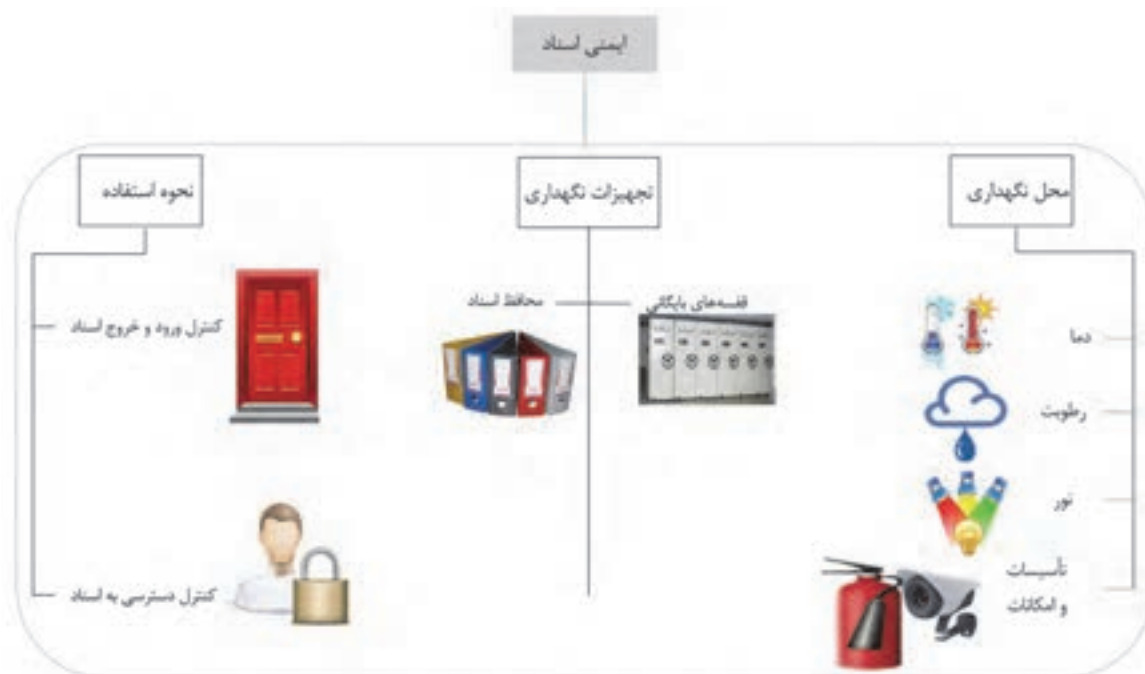 ایمنی اسناد
محل نگهداری
دما
رطوبت
نور
تأسیسات
و امکانات
تجهیزات نگهداری
قفسه‌های بایگانی
محافظ اسناد
نحوه استفاده
کنترل ورود و خروج اسناد
کنترل دسترسی به اسناد